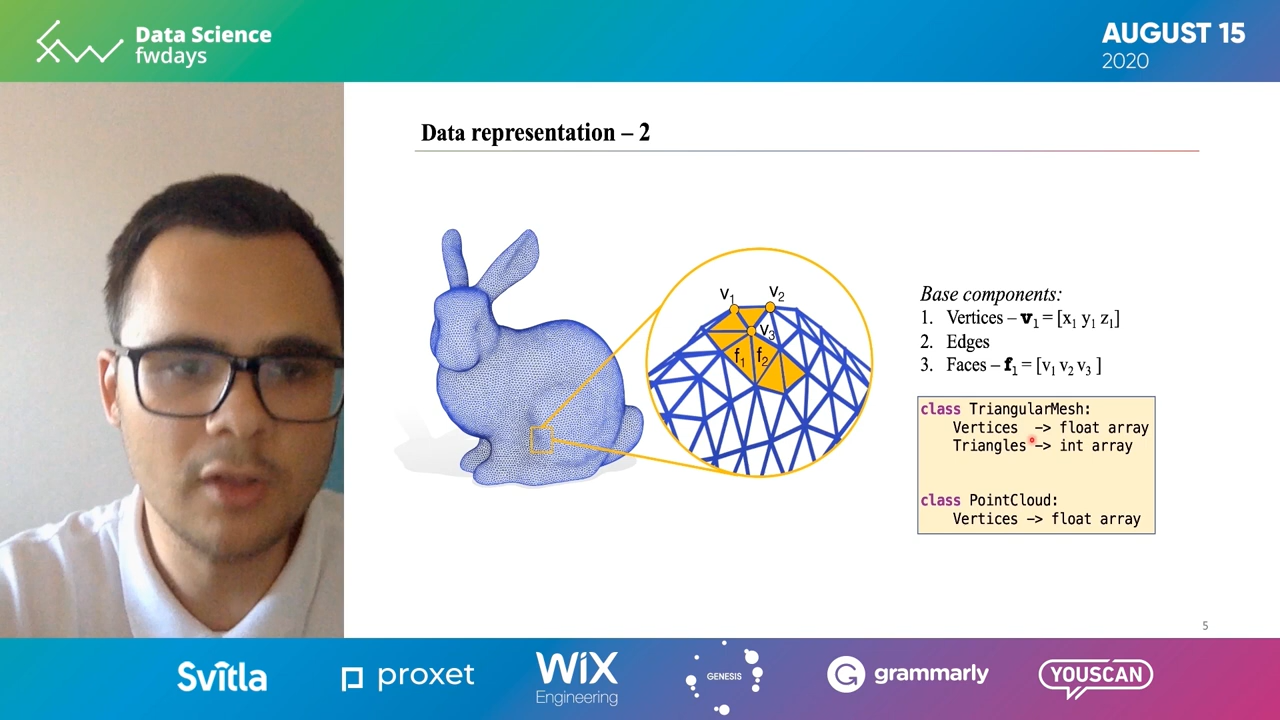 Data Science
fwdays
AUGUST 15
2020
Data representation – 2
v₁
v₂
v₃
f₁
f₂
Base components:
1. Vertices – v₁ = [x₁ y₁ z₁]
2. Edges
3. Faces – f₁ = [v₁ v₂ v₃ ]
class TriangularMesh:
Vertices -> float array
Triangles -> int array
class PointCloud:
Vertices -> float array
5
Svitla
proxet
WiX
Engineering
GENESIS
grammarly
YOUSCAN